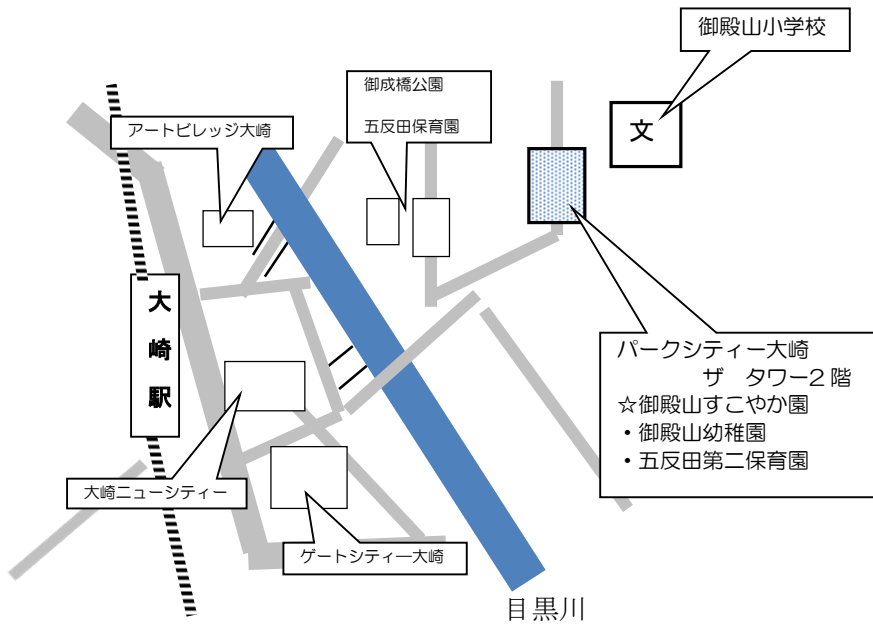 御殿山小学校
御成橋公園
五反田保育園
アートビレッジ大崎
文
大崎駅
パークシティー大崎
ザ　タワー2階
☆御殿山すこやか園
・御殿山幼稚園
・五反田第二保育園
大崎ニューシティー
ゲートシティ―大崎
目黒川